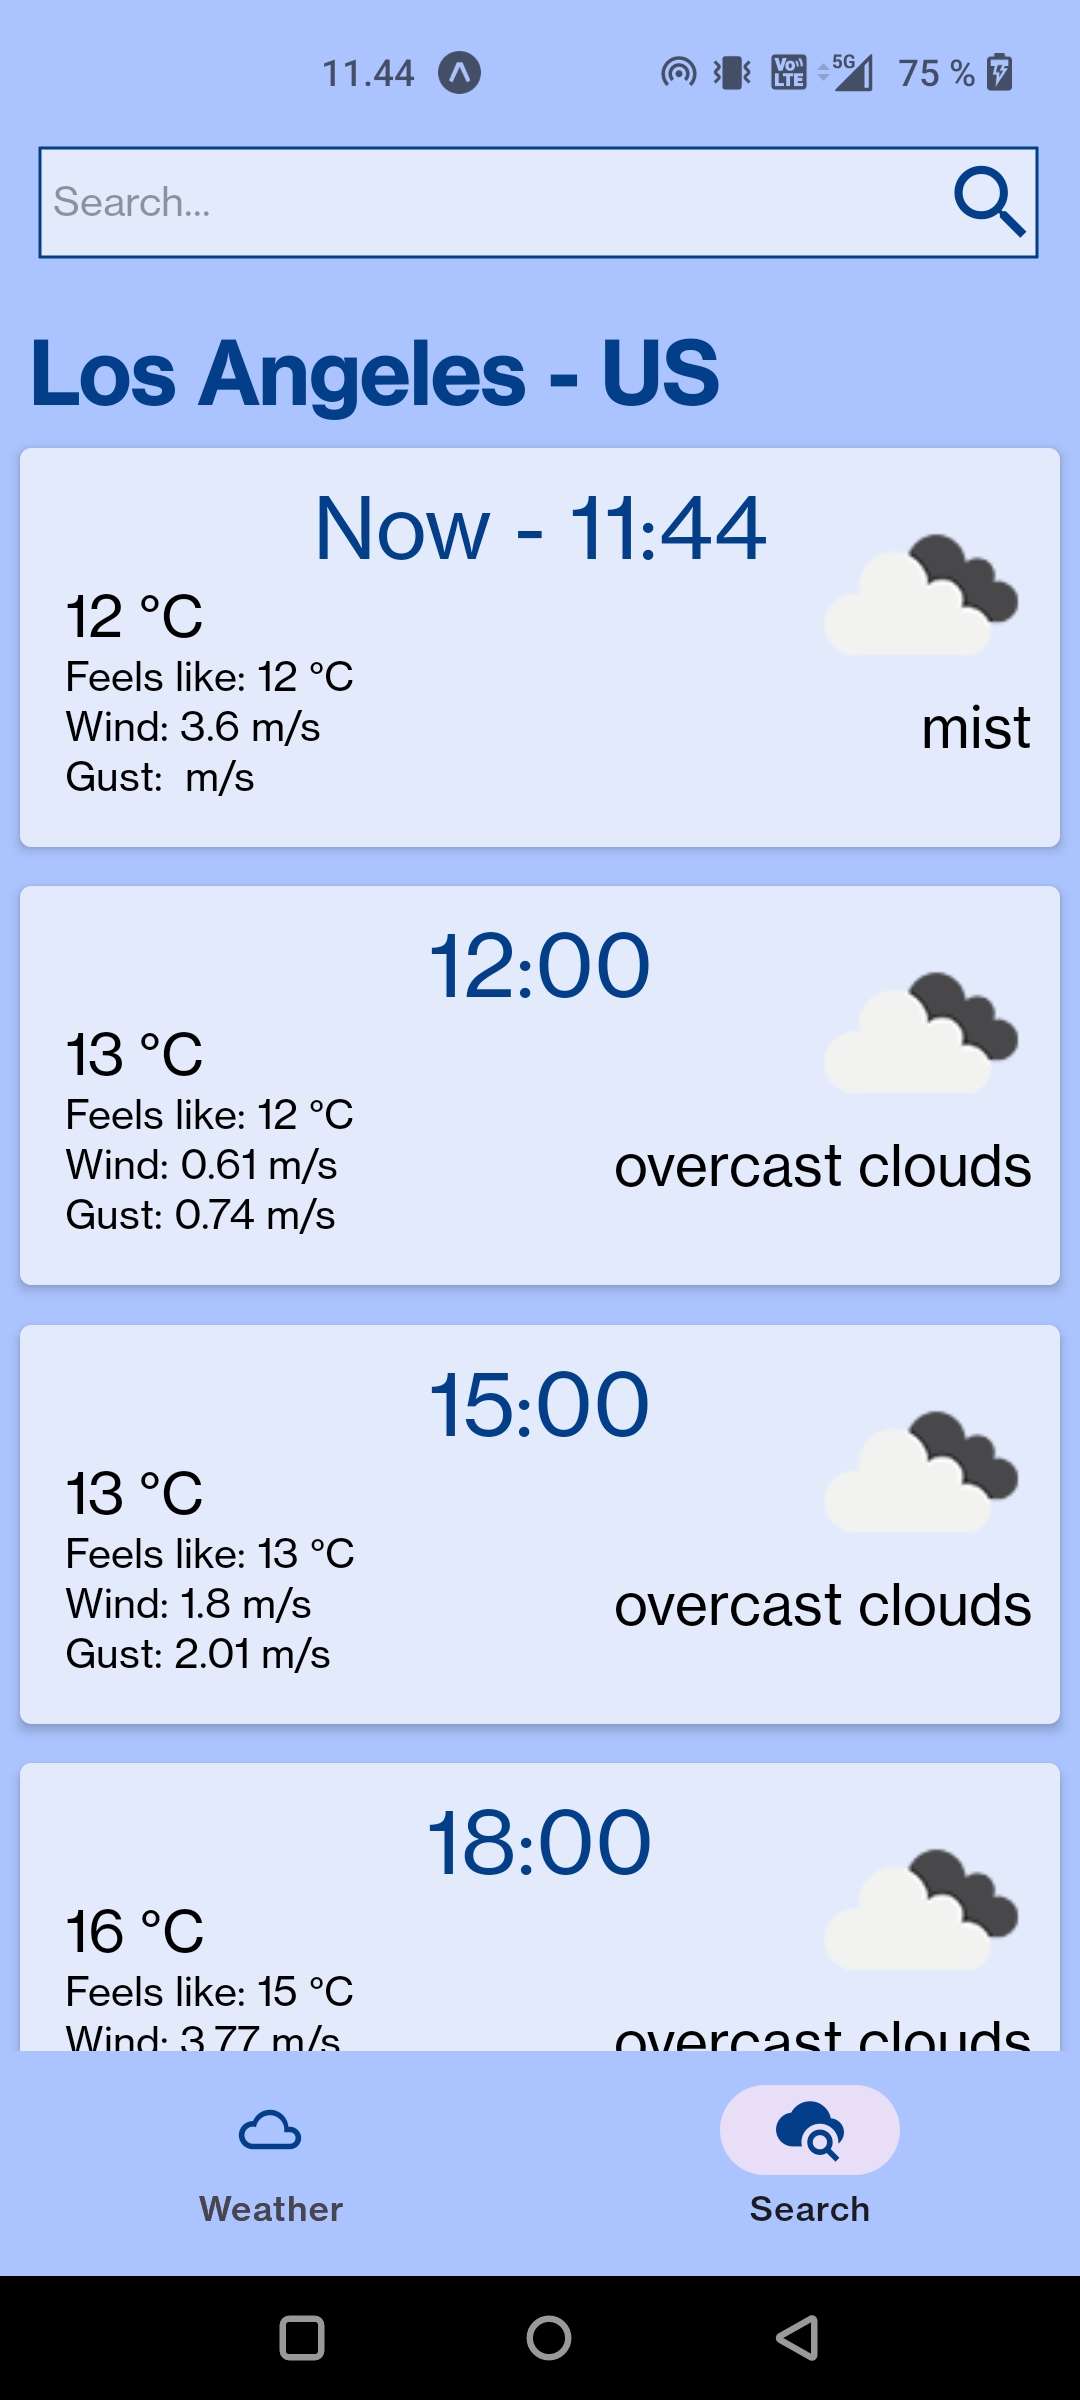 11.44
Vo LTE 5G 75 %
Search...
Los Angeles - US
Now - 11:44
12 °C
Feels like: 12 °C
Wind: 3.6 m/s
mist
Gust:  m/s
12:00
13 °C
Feels like: 12 °C
Wind: 0.61 m/s
overcast clouds
Gust: 0.74 m/s
15:00
13 °C
Feels like: 13 °C
Wind: 1.8 m/s
overcast clouds
Gust: 2.01 m/s
18:00
16 °C
Feels like: 15 °C
Wind: 3.77 m/s
overcast clouds
Weather
Search